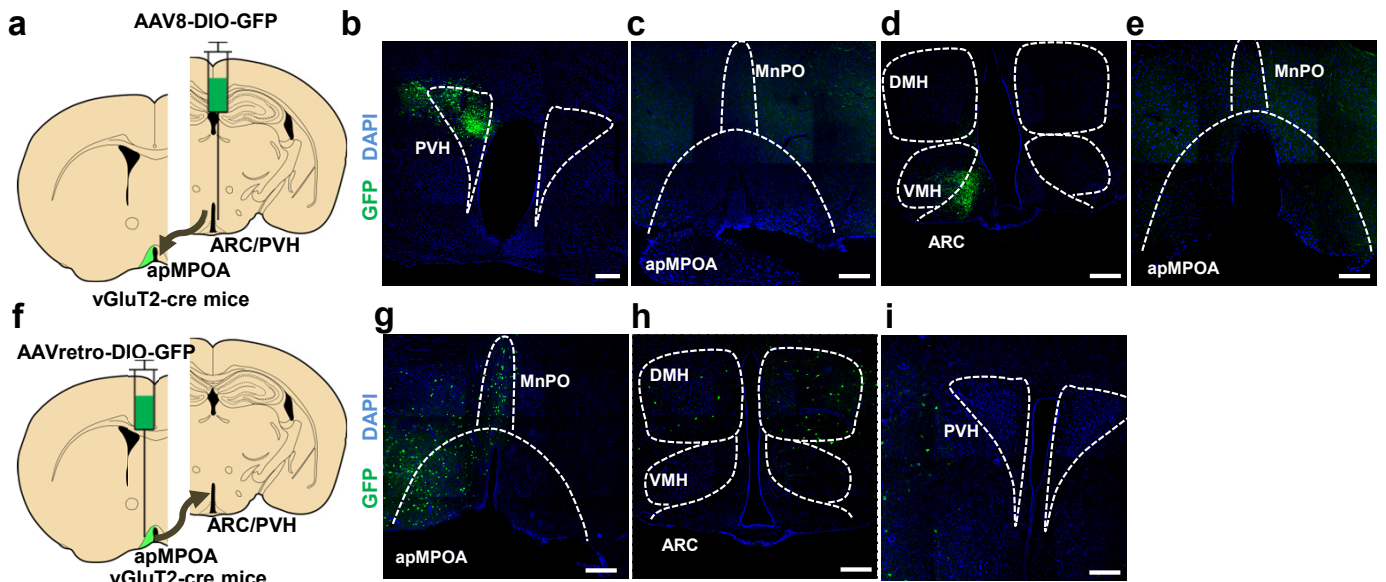 a
AAV8-DIO-GFP
ARC/PVH
apMPOA
vGluT2-cre mice
GFP DAPI
b
PVH
c
MnPO
apMPOA
d
DMH
VMH
ARC
e
MnPO
apMPOA
f
AAVretro-DIO-GFP
ARC/PVH
apMPOA
vGluT2-cre mice
GFP DAPI
g
MnPO
apMPOA
h
DMH
VMH
ARC
i
PVH